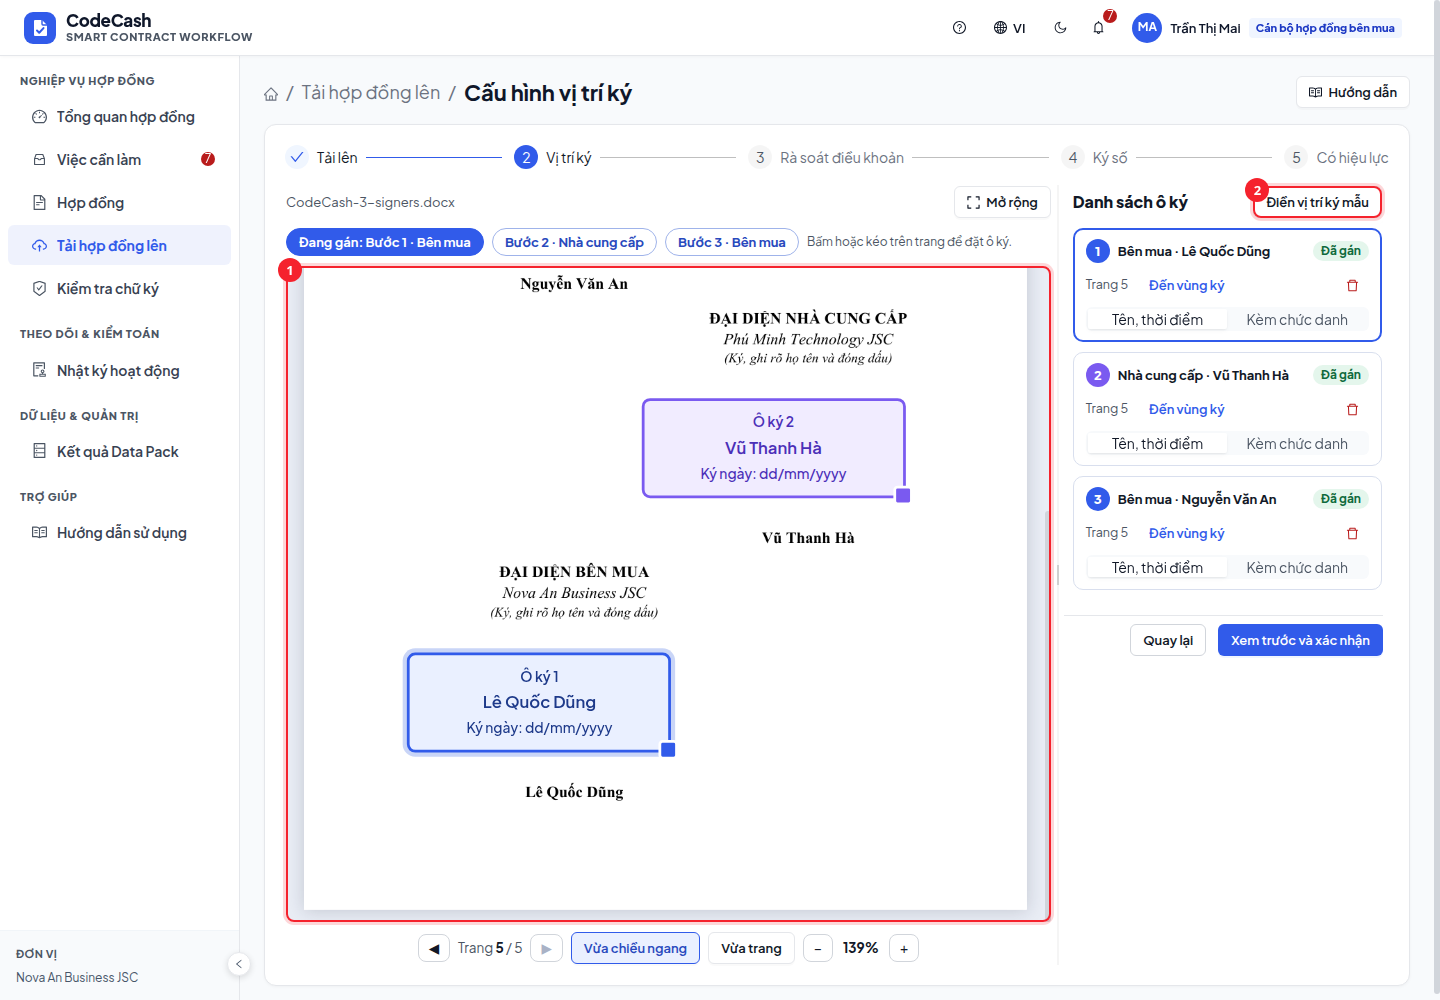 CodeCash
SMART CONTRACT WORKFLOW
VI
7
MA
Trần Thị Mai
Cán bộ hợp đồng bên mua
NGHIỆP VỤ HỢP ĐỒNG
Tổng quan hợp đồng
Việc cần làm
7
Hợp đồng
Tải hợp đồng lên
Kiểm tra chữ ký
THEO DÕI & KIỂM TOÁN
Nhật ký hoạt động
DỮ LIỆU & QUẢN TRỊ
Kết quả Data Pack
TRỢ GIÚP
Hướng dẫn sử dụng
ĐƠN VỊ
Nova An Business JSC
/ Tải hợp đồng lên / Cấu hình vị trí ký
Hướng dẫn
Tải lên
2 Vị trí ký
3 Rà soát điều khoản
4 Ký số
5 Có hiệu lực
CodeCash-3-signers.docx
Mở rộng
Đang gán: Bước 1 · Bên mua
Bước 2 · Nhà cung cấp
Bước 3 · Bên mua
Bấm hoặc kéo trên trang để đặt ô ký.
1
Nguyễn Văn An
ĐẠI DIỆN NHÀ CUNG CẤP
Phú Minh Technology JSC
(Ký, ghi rõ họ tên và đóng dấu)
Ô ký 2
Vũ Thanh Hà
Ký ngày: dd/mm/yyyy
Vũ Thanh Hà
ĐẠI DIỆN BÊN MUA
Nova An Business JSC
(Ký, ghi rõ họ tên và đóng dấu)
Ô ký 1
Lê Quốc Dũng
Ký ngày: dd/mm/yyyy
Lê Quốc Dũng
Trang 5 / 5
Vừa chiều ngang
Vừa trang
−
139%
+
Danh sách ô ký
2
Điền vị trí ký mẫu
1 Bên mua · Lê Quốc Dũng
Đã gán
Trang 5
Đến vùng ký
Tên, thời điểm
Kèm chức danh
2 Nhà cung cấp · Vũ Thanh Hà
Đã gán
Trang 5
Đến vùng ký
Tên, thời điểm
Kèm chức danh
3 Bên mua · Nguyễn Văn An
Đã gán
Trang 5
Đến vùng ký
Tên, thời điểm
Kèm chức danh
Quay lại
Xem trước và xác nhận